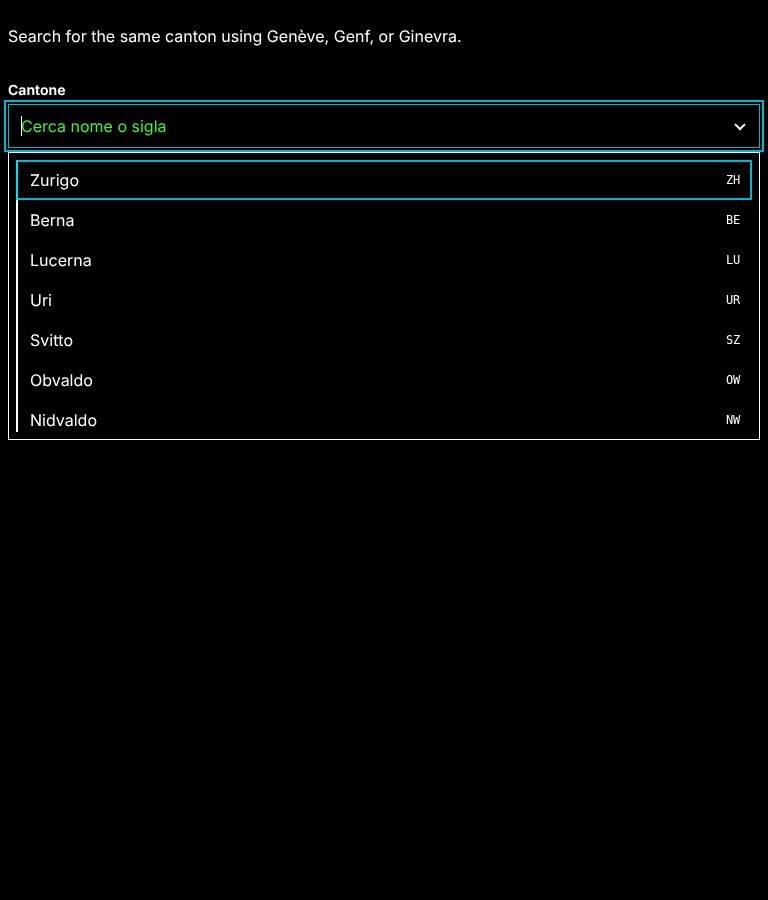 Search for the same canton using Genève, Genf, or Ginevra.
Cantone
Cerca nome o sigla
Zurigo ZH
Berna BE
Lucerna LU
Uri UR
Svitto SZ
Obvaldo OW
Nidvaldo NW